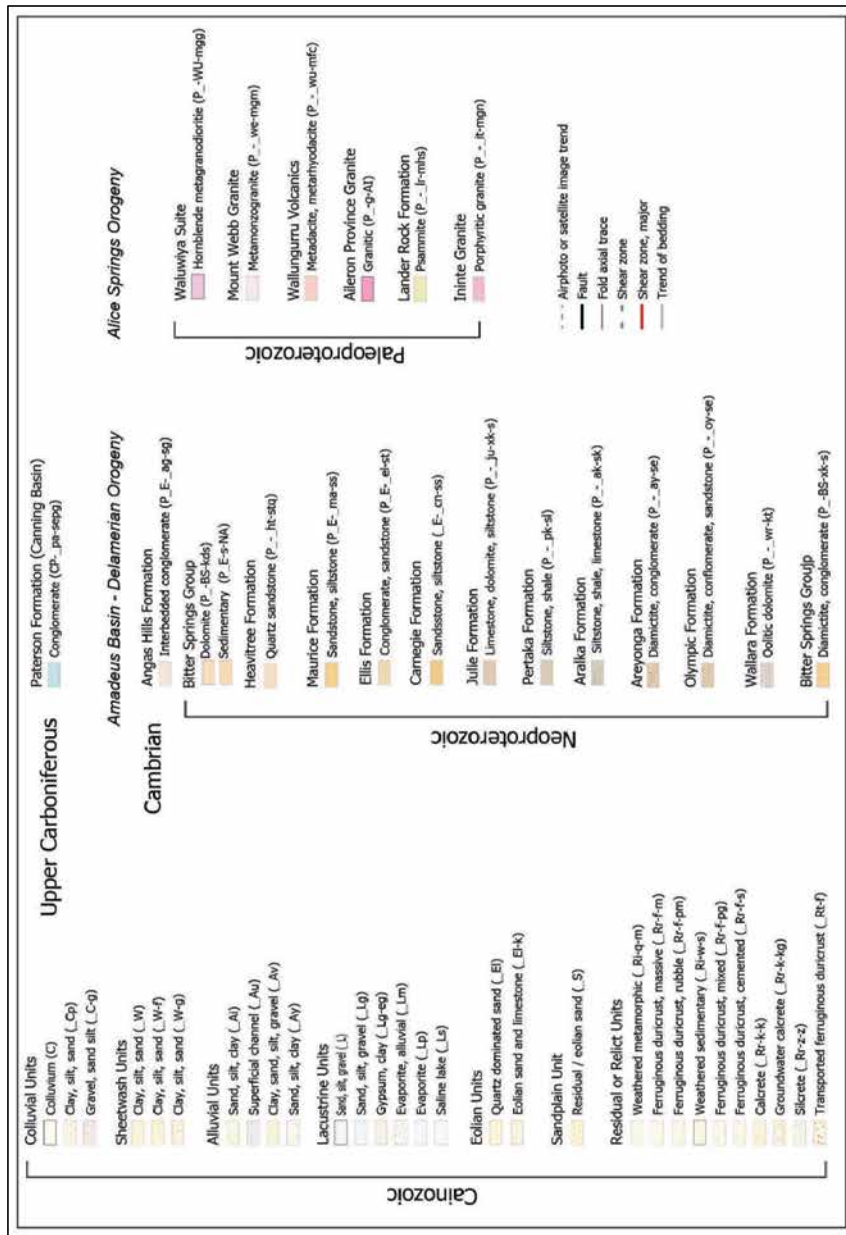 Colluvial Units
Colluvium (C)
Clay, silt, sand (_Cp)
Gravel, sand silt (_C-g)
Sheetwash Units
Clay, silt, sand (_W)
Clay, silt, sand (_W-f)
Clay, silt, sand (_W-g)
Alluvial Units
Sand, silt, clay (_Al)
Superficial channel (_Au)
Clay, sand, silt, gravel (_Av)
Sand, silt, clay (_Ay)
Lacustrine Units
Sand, silt, gravel (_L)
Sand, silt, gravel (_Lg)
Gypsum, clay (_Lg-eg)
Evaporite, alluvial (_Lm)
Evaporite (_Lp)
Saline lake (_Ls)
Eolian Units
Quartz dominated sand (_El)
Eolian sand and limestone (_El-k)
Sandplain Unit
Residual / eolian sand (_S)
Residual or Relict Units
Weathered metamorphic (_Ri-q-m)
Ferruginous duricrust, massive (_Rr-f-m)
Ferruginous duricrust, rubble (_Rr-f-pm)
Weathered sedimentary (_Ri-w-s)
Ferruginous duricrust, mixed (_Rr-f-pg)
Ferruginous duricrust, cemented (_Rr-f-s)
Calcrete (_Rr-k-k)
Groundwater calcrete (_Rr-k-kg)
Silcrete (_Rr-z-z)
Transported ferruginous duricrust (_Rt-f)
Cainozoic
Upper Carboniferous
Paterson Formation (Canning Basin)
Conglomerate (CP-_pa-sepg)
Amadeus Basin - Delamerian Orogeny
Cambrian
Angas Hills Formation
Interbedded conglomerate (P_E-_ag-sg)
Bitter Springs Group
Dolomite (P_-BS-kds)
Sedimentary (P_E-s-NA)
Heavitree Formation
Quartz sandstone (P_-_ht-stq)
Maurice Formation
Sandstone, siltstone (P_E-_ma-ss)
Ellis Formation
Conglomerate, sandstone (P_E-_el-st)
Carnegie Formation
Sandsstone, siltstone (_E-_cn-ss)
Julie Formation
Limestone, dolomite, siltstone (P_-_ju-xk-s)
Pertaka Formation
Siltstone, shale (P_-_pk-sl)
Aralka Formation
Siltstone, shale, limestone (P_-_ak-sk)
Areyonga Formation
Diamictite, conglomerate (P_-_ay-se)
Olympic Formation
Diamictite, conflomerate, sandstone (P_-_oy-se)
Wallara Formation
Oolitic dolomite (P_-_wr-kt)
Bitter Springs Groujp
Diamictite, conglomerate (P_-BS-xk-s)
Neoproterozoic
Alice Springs Orogeny
Waluwiya Suite
Hornblende metagranodioritie (P_-WU-mgg)
Mount Webb Granite
Metamonzogranite (P_-_we-mgm)
Wallungurru Volcanics
Metadacite, metarhyodacite (P_-_wu-mfc)
Aileron Province Granite
Granitic (P_-g-AI)
Lander Rock Formation
Psammite (P_-_lr-mhs)
Ininte Granite
Porphyritic granite (P_-_it-mgn)
Paleoproterozoic
Airphoto or satellite image trend
Fault
Fold axial trace
Shear zone
Shear zone, major
Trend of bedding